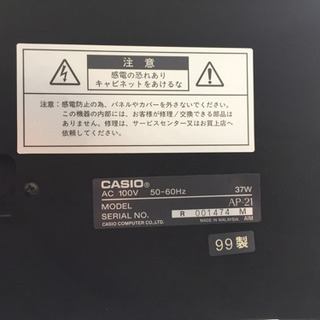 注 意
感電の恐れあり
キャビネットをあけるな
注意：感電防止の為、パネルやカバーを外さないでください。
この機器の内部には、お客様が修理／交換できる部品は
ありません。修理は、サービスセンター又はお買上店へ
依頼してください。
CASIO®
AC 100V 50-60Hz 37W
MODEL AP-21
SERIAL NO. R 001474 M
CASIO COMPUTER CO.,LTD. MADE IN MALAYSIA A/M
99製